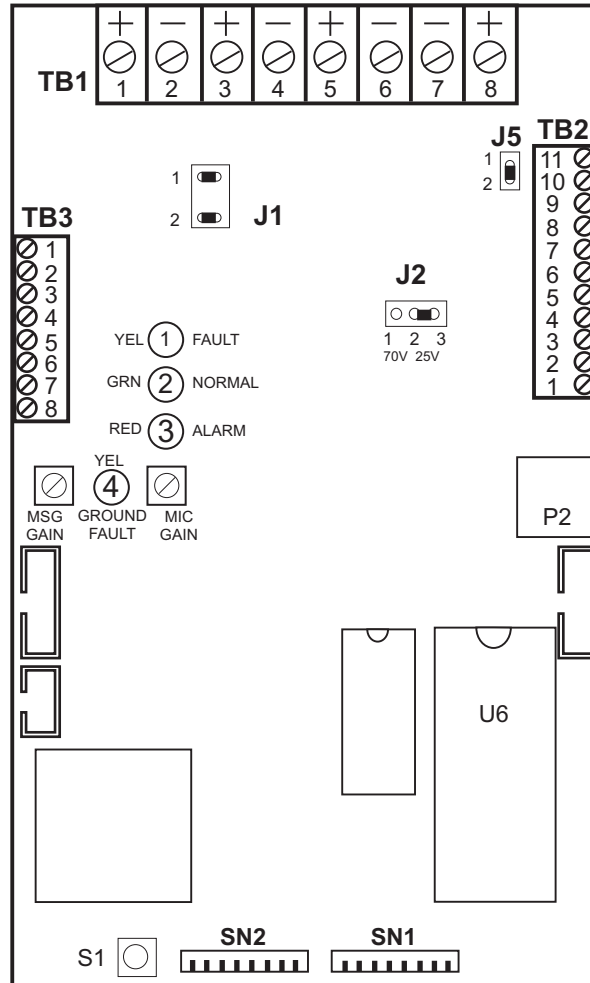 + − + − + − − +
TB1 1 2 3 4 5 6 7 8
J5 TB2
1 11
2 10
9
8
7
6
5
4
3
2
1
1
2 J1
TB3
1
2
3
4
5
6
7
8
J2
1 2 3
70V 25V
YEL 1 FAULT
GRN 2 NORMAL
RED 3 ALARM
YEL
4
MSG GAIN
GROUND FAULT
MIC GAIN
P2
U6
S1 SN2 SN1